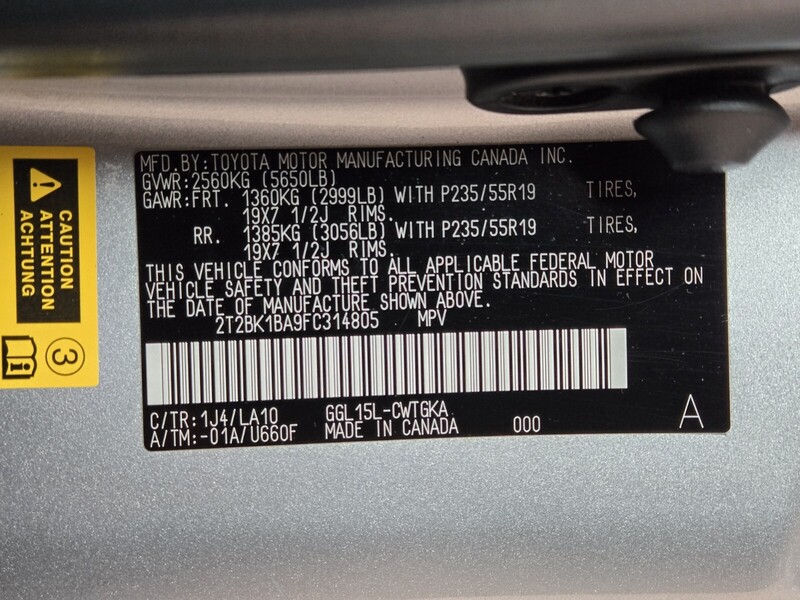 MFD.BY:TOYOTA MOTOR MANUFACTURING CANADA INC.
GVWR:2560KG (5650LB)
GAWR:FRT. 1360KG (2999LB) WITH P235/55R19 TIRES,
19X7 1/2J RIMS.
RR. 1385KG (3056LB) WITH P235/55R19 TIRES,
19X7 1/2J RIMS.
THIS VEHICLE CONFORMS TO ALL APPLICABLE FEDERAL MOTOR
VEHICLE SAFETY AND THEFT PREVENTION STANDARDS IN EFFECT ON
THE DATE OF MANUFACTURE SHOWN ABOVE.
2T2BK1BA9FC314805 MPV
C/TR:1J4/LA10 GGL15L-CWTGKA
A/TM:-01A/U660F MADE IN CANADA 000 A
CAUTION
ATTENTION
ACHTUNG
3